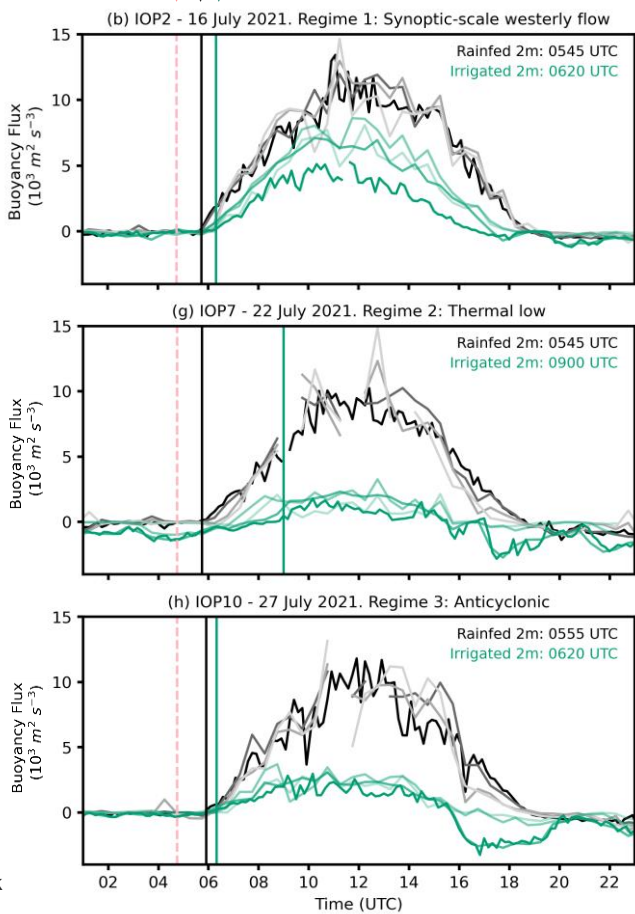 (b) IOP2 - 16 July 2021. Regime 1: Synoptic-scale westerly flow
15
10
5
0
Buoyancy Flux
(10³ m² s⁻³)
Rainfed 2m: 0545 UTC
Irrigated 2m: 0620 UTC
(g) IOP7 - 22 July 2021. Regime 2: Thermal low
15
10
5
0
Buoyancy Flux
(10³ m² s⁻³)
Rainfed 2m: 0545 UTC
Irrigated 2m: 0900 UTC
(h) IOP10 - 27 July 2021. Regime 3: Anticyclonic
15
10
5
0
Buoyancy Flux
(10³ m² s⁻³)
Rainfed 2m: 0555 UTC
Irrigated 2m: 0620 UTC
02 04 06 08 10 12 14 16 18 20 22
Time (UTC)